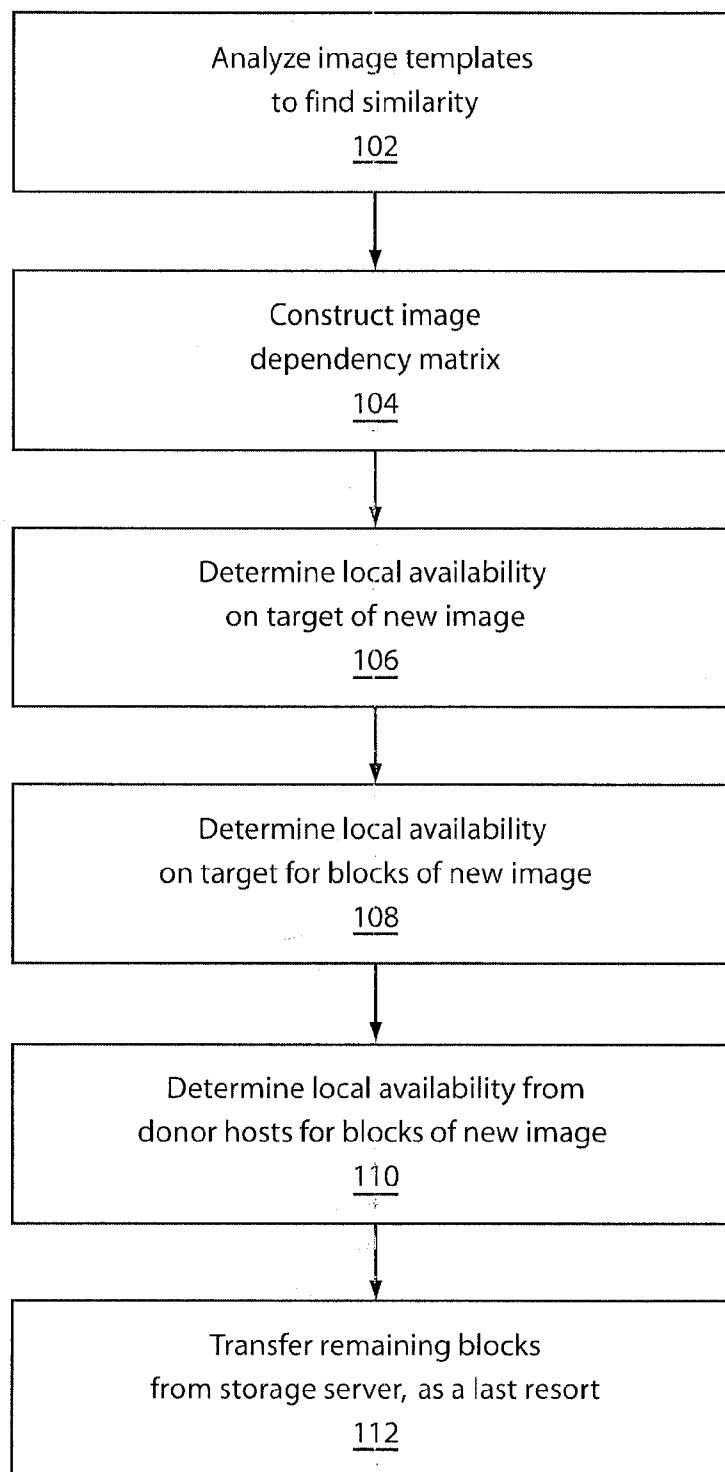 Analyze image templates
to find similarity
102
Construct image
dependency matrix
104
Determine local availability
on target of new image
106
Determine local availability
on target for blocks of new image
108
Determine local availability from
donor hosts for blocks of new image
110
Transfer remaining blocks
from storage server, as a last resort
112